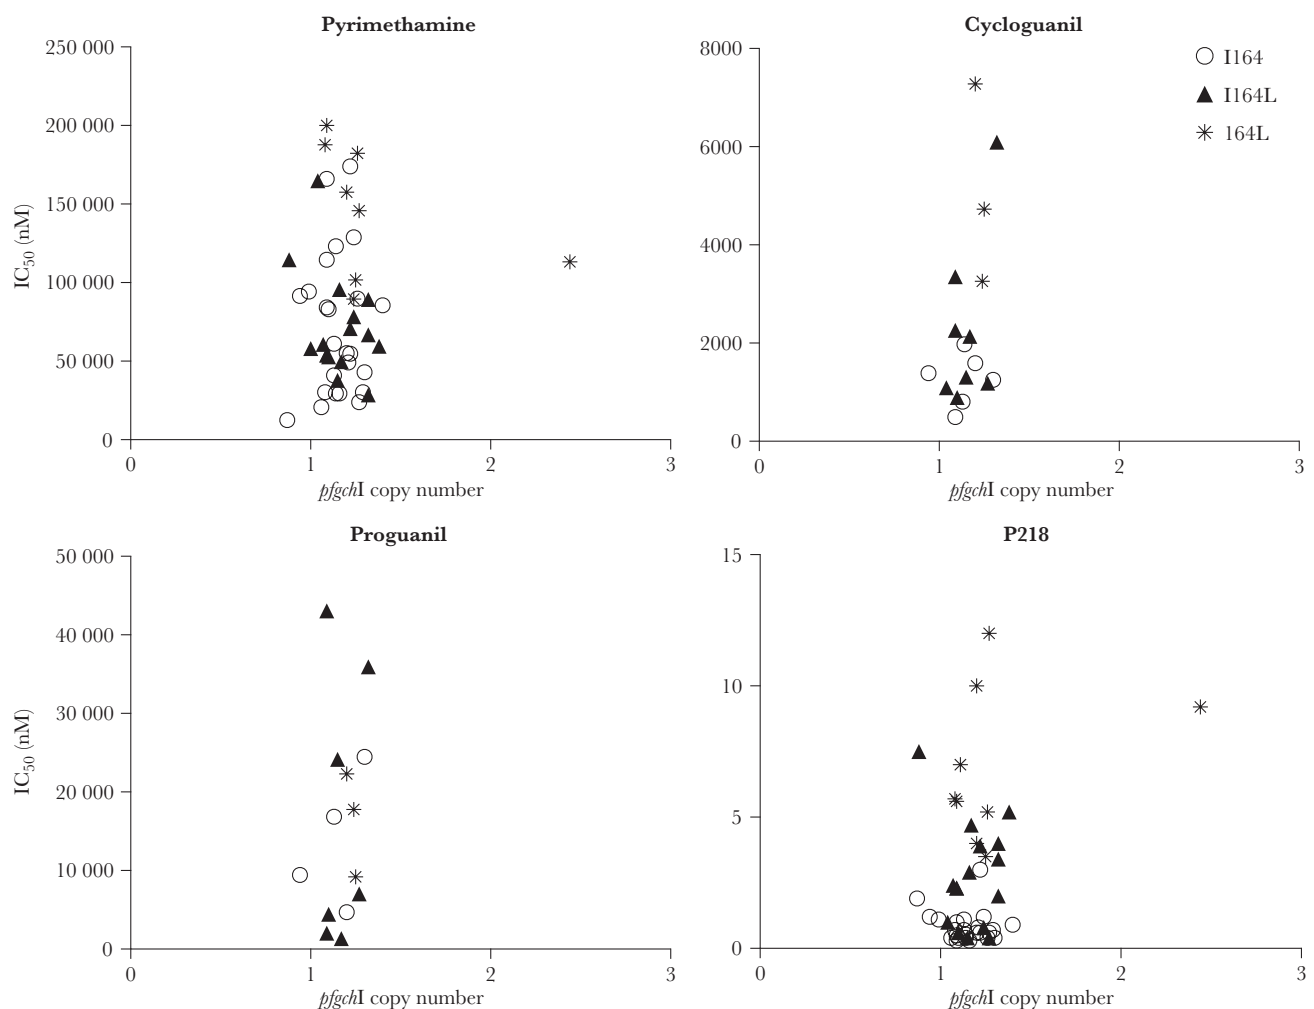 Pyrimethamine
250 000
200 000
150 000
100 000
50 000
0
IC50 (nM)
0 1 2 3
pfgchI copy number
Cycloguanil
8000
6000
4000
2000
0
0 1 2 3
pfgchI copy number
I164
I164L
164L
Proguanil
50 000
40 000
30 000
20 000
10 000
0
IC50 (nM)
0 1 2 3
pfgchI copy number
P218
15
10
5
0
0 1 2 3
pfgchI copy number